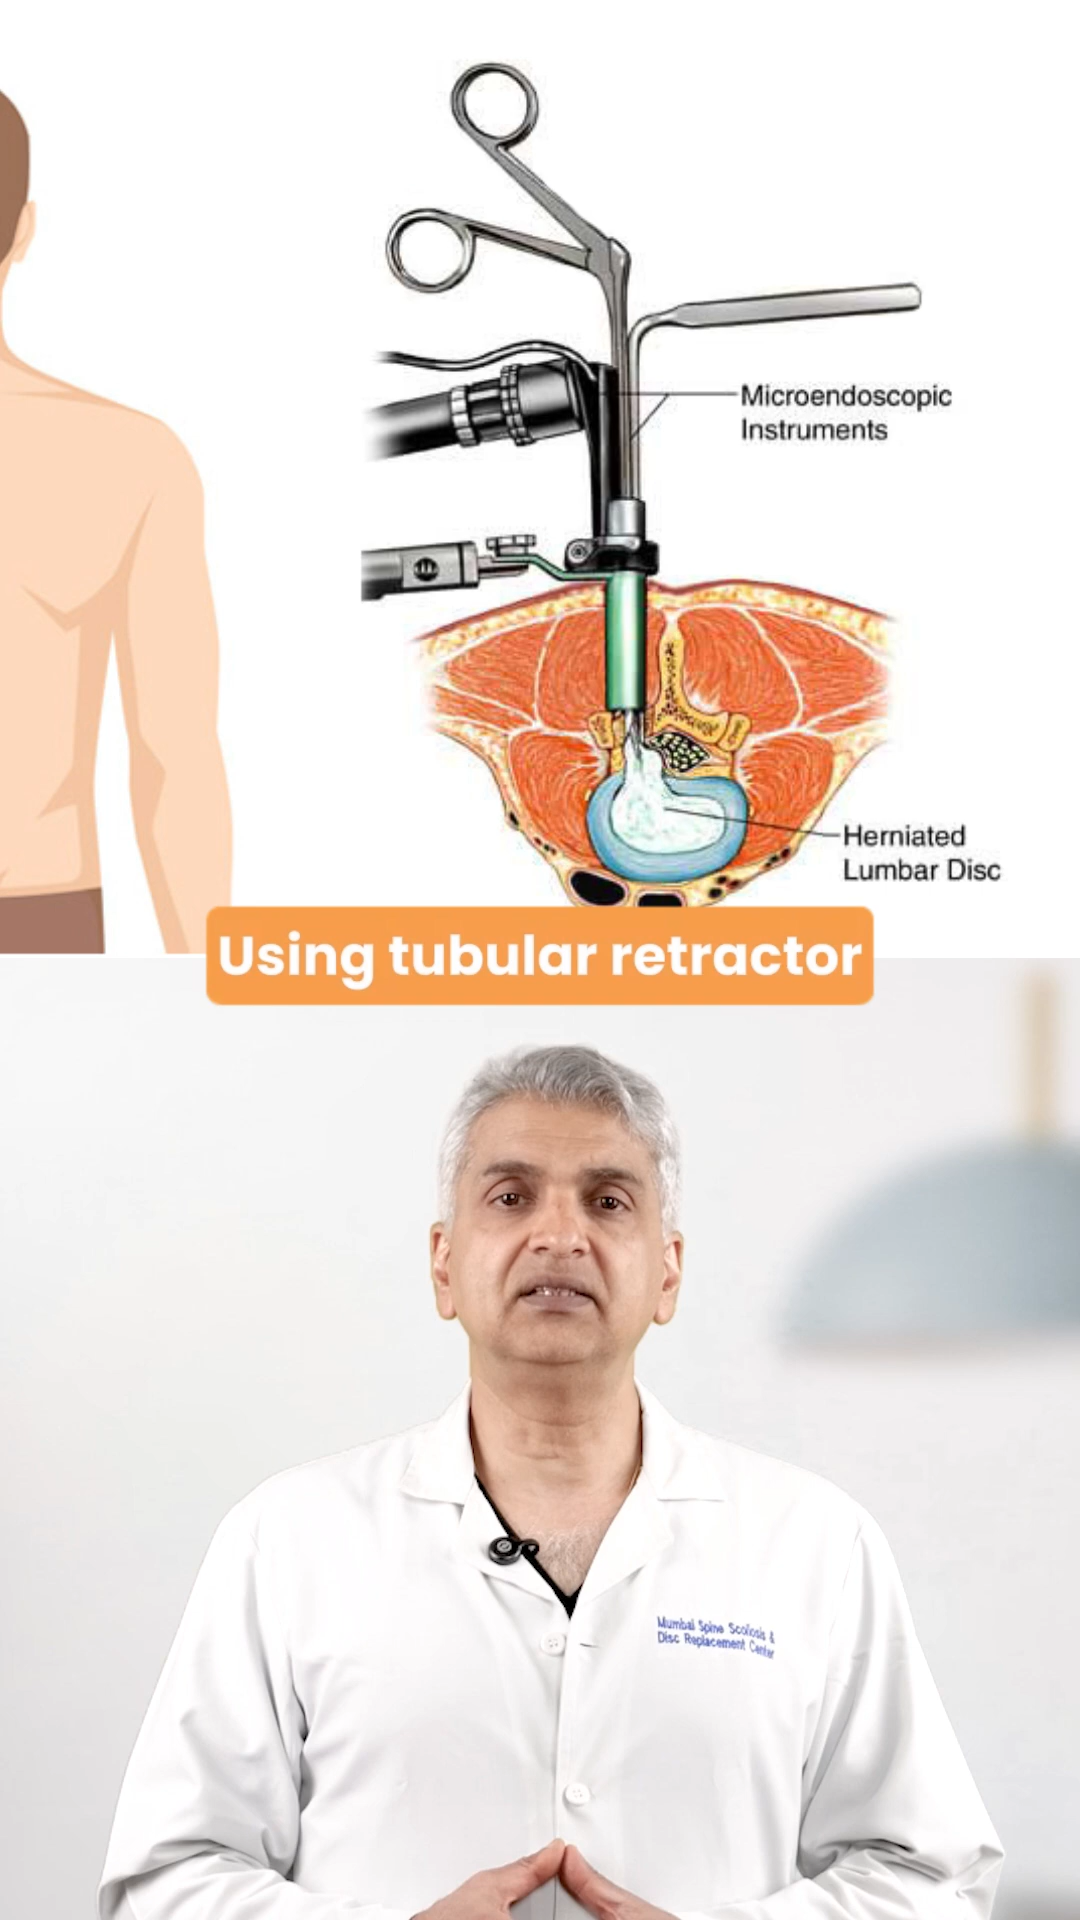 Microendoscopic
Instruments
Herniated
Lumbar Disc
Using tubular retractor
Mumbai Spine Scoliosis &
Disc Replacement Center